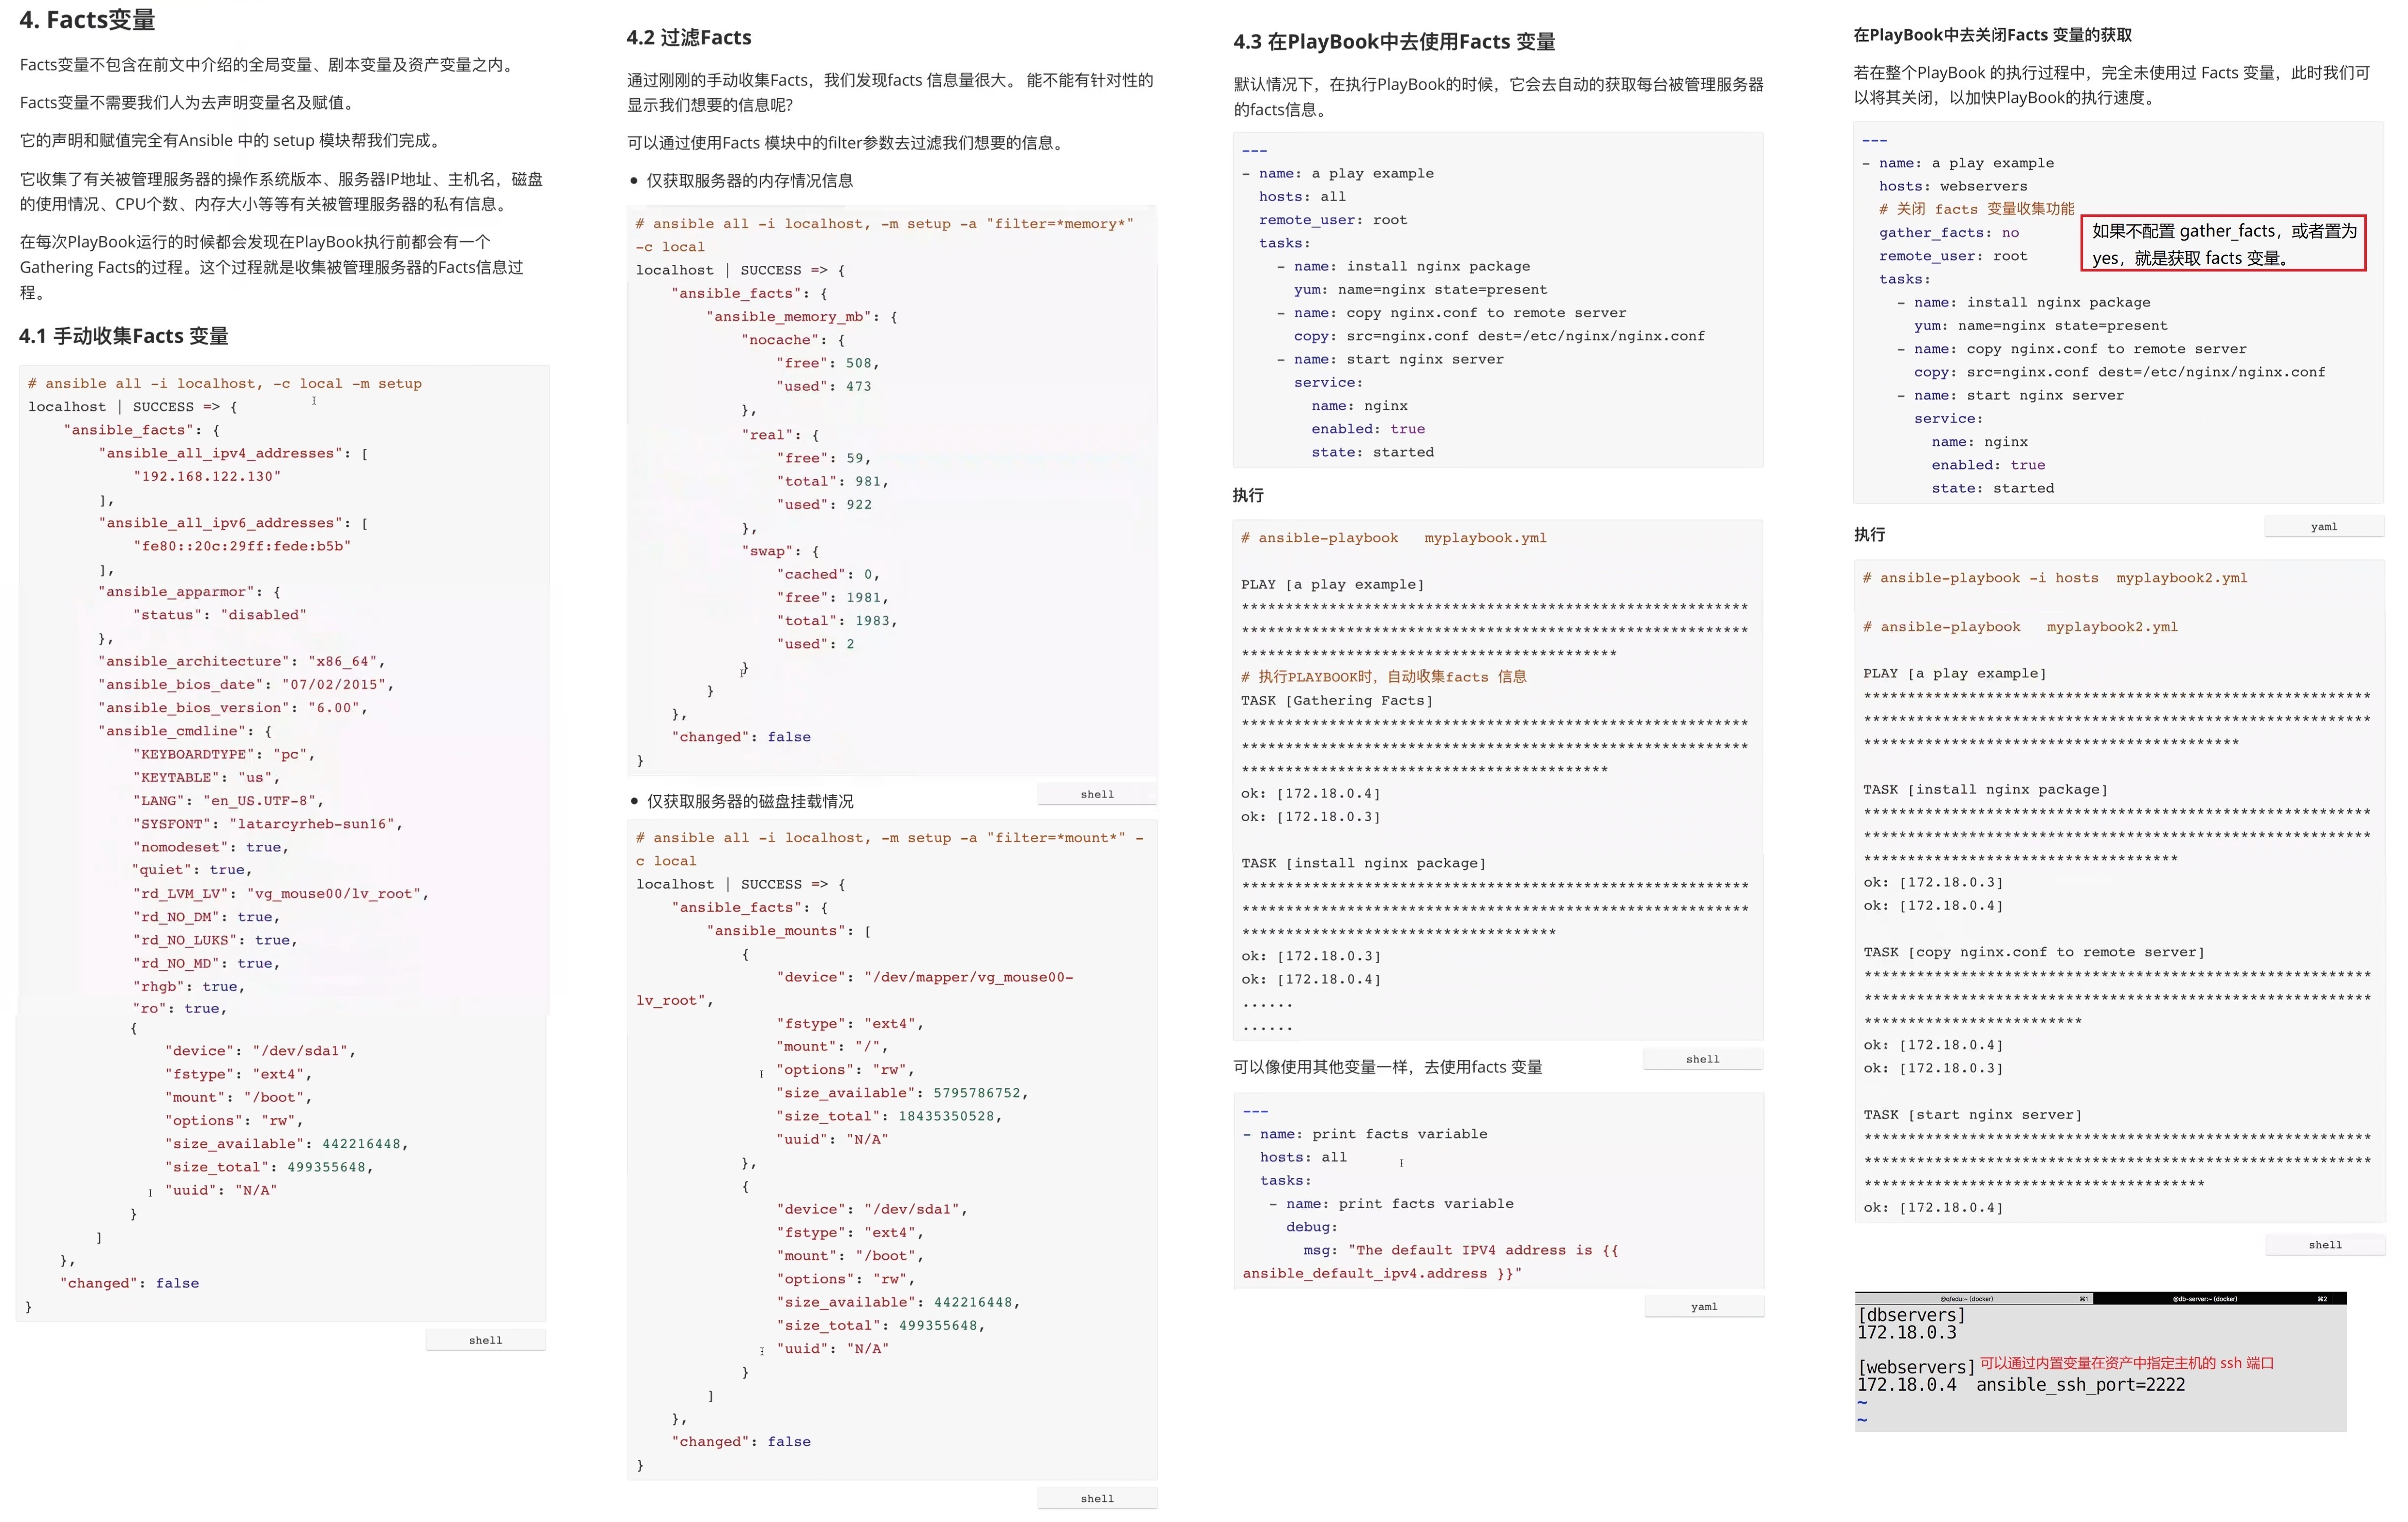 4. Facts变量
Facts变量不包含在前文中介绍的全局变量、剧本变量及资产变量之内。
Facts变量不需要我们人为去声明变量名及赋值。
它的声明和赋值完全有Ansible 中的 setup 模块帮我们完成。
它收集了有关被管理服务器的操作系统版本、服务器IP地址、主机名，磁盘
的使用情况、CPU个数、内存大小等等有关被管理服务器的私有信息。
在每次PlayBook运行的时候都会发现在PlayBook执行前都会有一个
Gathering Facts的过程。这个过程就是收集被管理服务器的Facts信息过
程。
4.1 手动收集Facts 变量
# ansible all -i localhost, -c local -m setup
localhost | SUCCESS => {
    "ansible_facts": {
        "ansible_all_ipv4_addresses": [
            "192.168.122.130"
        ],
        "ansible_all_ipv6_addresses": [
            "fe80::20c:29ff:fede:b5b"
        ],
        "ansible_apparmor": {
            "status": "disabled"
        },
        "ansible_architecture": "x86_64",
        "ansible_bios_date": "07/02/2015",
        "ansible_bios_version": "6.00",
        "ansible_cmdline": {
            "KEYBOARDTYPE": "pc",
            "KEYTABLE": "us",
            "LANG": "en_US.UTF-8",
            "SYSFONT": "latarcyrheb-sun16",
            "nomodeset": true,
            "quiet": true,
            "rd_LVM_LV": "vg_mouse00/lv_root",
            "rd_NO_DM": true,
            "rd_NO_LUKS": true,
            "rd_NO_MD": true,
            "rhgb": true,
            "ro": true,
            {
                "device": "/dev/sda1",
                "fstype": "ext4",
                "mount": "/boot",
                "options": "rw",
                "size_available": 442216448,
                "size_total": 499355648,
                "uuid": "N/A"
            }
        ]
    },
    "changed": false
}
shell
4.2 过滤Facts
通过刚刚的手动收集Facts，我们发现facts 信息量很大。 能不能有针对性的
显示我们想要的信息呢?
可以通过使用Facts 模块中的filter参数去过滤我们想要的信息。
• 仅获取服务器的内存情况信息
# ansible all -i localhost, -m setup -a "filter=*memory*"
-c local
localhost | SUCCESS => {
    "ansible_facts": {
        "ansible_memory_mb": {
            "nocache": {
                "free": 508,
                "used": 473
            },
            "real": {
                "free": 59,
                "total": 981,
                "used": 922
            },
            "swap": {
                "cached": 0,
                "free": 1981,
                "total": 1983,
                "used": 2
            }
        }
    },
    "changed": false
}
shell
• 仅获取服务器的磁盘挂载情况
# ansible all -i localhost, -m setup -a "filter=*mount*" -
c local
localhost | SUCCESS => {
    "ansible_facts": {
        "ansible_mounts": [
            {
                "device": "/dev/mapper/vg_mouse00-
lv_root",
                "fstype": "ext4",
                "mount": "/",
                "options": "rw",
                "size_available": 5795786752,
                "size_total": 18435350528,
                "uuid": "N/A"
            },
            {
                "device": "/dev/sda1",
                "fstype": "ext4",
                "mount": "/boot",
                "options": "rw",
                "size_available": 442216448,
                "size_total": 499355648,
                "uuid": "N/A"
            }
        ]
    },
    "changed": false
}
shell
4.3 在PlayBook中去使用Facts 变量
默认情况下，在执行PlayBook的时候，它会去自动的获取每台被管理服务器
的facts信息。
---
- name: a play example
  hosts: all
  remote_user: root
  tasks:
    - name: install nginx package
      yum: name=nginx state=present
    - name: copy nginx.conf to remote server
      copy: src=nginx.conf dest=/etc/nginx/nginx.conf
    - name: start nginx server
      service:
        name: nginx
        enabled: true
        state: started
执行
# ansible-playbook   myplaybook.yml
PLAY [a play example]
**********************************************************
**********************************************************
*******************************************
# 执行PLAYBOOK时，自动收集facts 信息
TASK [Gathering Facts]
**********************************************************
**********************************************************
******************************************
ok: [172.18.0.4]
ok: [172.18.0.3]
TASK [install nginx package]
**********************************************************
**********************************************************
************************************
ok: [172.18.0.3]
ok: [172.18.0.4]
......
......
shell
可以像使用其他变量一样，去使用facts 变量
---
- name: print facts variable
  hosts: all
  tasks:
   - name: print facts variable
     debug:
       msg: "The default IPV4 address is {{
ansible_default_ipv4.address }}"
yaml
在PlayBook中去关闭Facts 变量的获取
若在整个PlayBook 的执行过程中，完全未使用过 Facts 变量，此时我们可
以将其关闭，以加快PlayBook的执行速度。
---
- name: a play example
  hosts: webservers
  # 关闭 facts 变量收集功能
  gather_facts: no
  remote_user: root
  tasks:
    - name: install nginx package
      yum: name=nginx state=present
    - name: copy nginx.conf to remote server
      copy: src=nginx.conf dest=/etc/nginx/nginx.conf
    - name: start nginx server
      service:
        name: nginx
        enabled: true
        state: started
如果不配置 gather_facts，或者置为
yes，就是获取 facts 变量。
yaml
执行
# ansible-playbook -i hosts  myplaybook2.yml
# ansible-playbook   myplaybook2.yml
PLAY [a play example]
**********************************************************
**********************************************************
*******************************************
TASK [install nginx package]
**********************************************************
**********************************************************
************************************
ok: [172.18.0.3]
ok: [172.18.0.4]
TASK [copy nginx.conf to remote server]
**********************************************************
**********************************************************
*************************
ok: [172.18.0.4]
ok: [172.18.0.3]
TASK [start nginx server]
**********************************************************
**********************************************************
***************************************
ok: [172.18.0.4]
shell
@qfedu:~ (docker) ⌘1 @db-server:~ (docker) ⌘2
[dbservers]
172.18.0.3
[webservers] 可以通过内置变量在资产中指定主机的 ssh 端口
172.18.0.4  ansible_ssh_port=2222
~
~